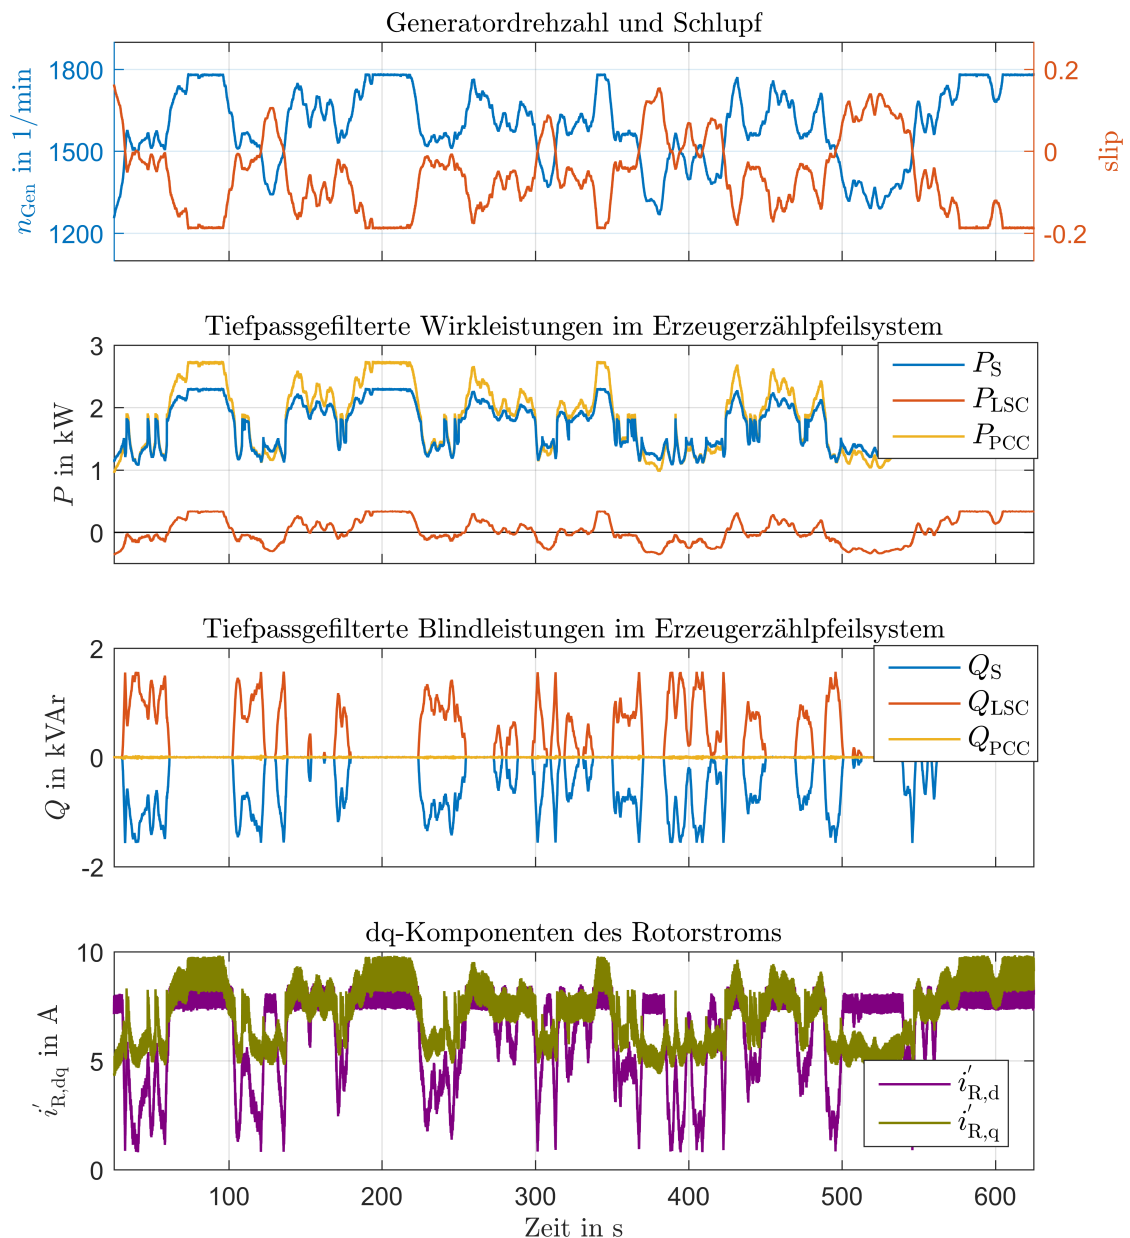 Generatordrehzahl und Schlupf
1800
1500
1200
n_Gen in 1/min
0.2
0
-0.2
slip
Tiefpassgefilterte Wirkleistungen im Erzeugerzählpfeilsystem
3
2
1
0
P in kW
P_S
P_LSC
P_PCC
Tiefpassgefilterte Blindleistungen im Erzeugerzählpfeilsystem
2
0
-2
Q in kVAr
Q_S
Q_LSC
Q_PCC
dq-Komponenten des Rotorstroms
10
5
0
i'_R,dq in A
i'_R,d
i'_R,q
100 200 300 400 500 600
Zeit in s